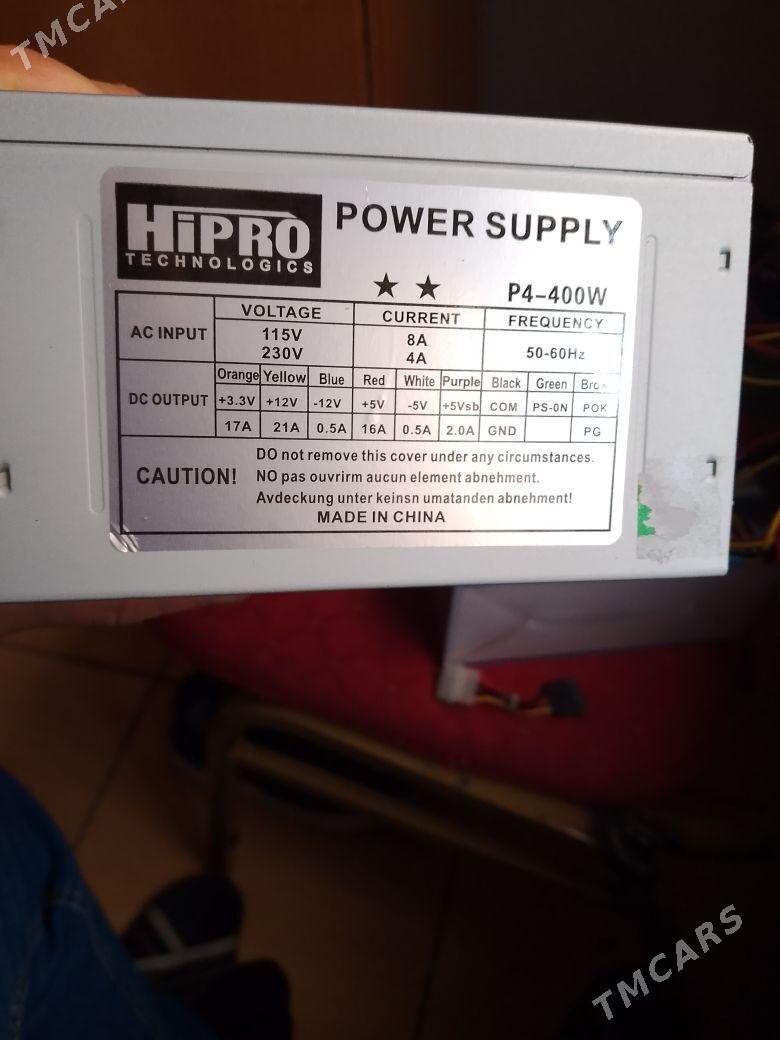 TMCARS
HiPRO
TECHNOLOGICS
POWER SUPPLY
★ ★ P4-400W
AC INPUT VOLTAGE CURRENT FREQUENCY
115V 8A
230V 4A 50-60Hz
DC OUTPUT Orange Yellow Blue Red White Purple Black Green
+3.3V +12V -12V +5V -5V +5Vsb COM PS-0N POK
17A 21A 0.5A 16A 0.5A 2.0A GND PG
CAUTION! DO not remove this cover under any circumstances.
NO pas ouvrirm aucun element abnehment.
Avdeckung unter keinsn umatanden abnehment!
MADE IN CHINA
TMCARS